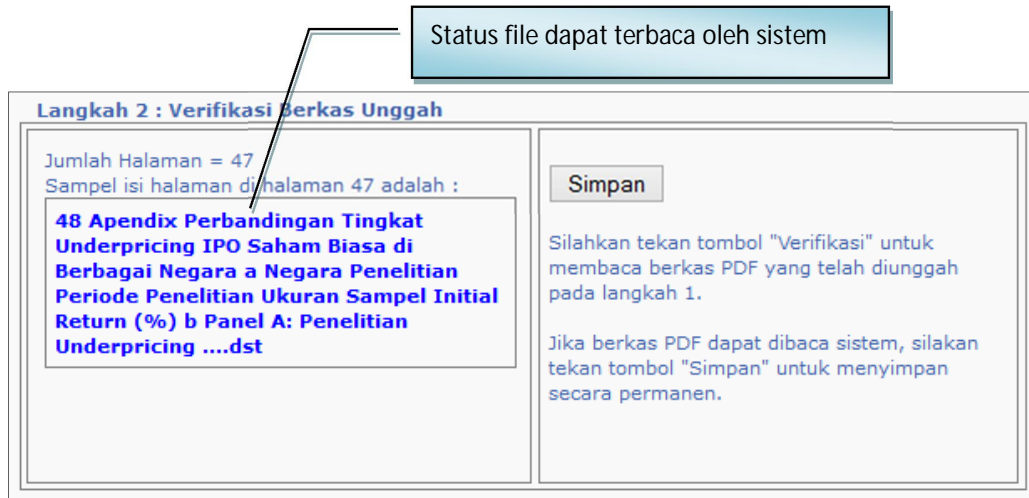 Status file dapat terbaca oleh sistem
Langkah 2 : Verifikasi Berkas Unggah
Jumlah Halaman = 47
Sampel isi halaman di halaman 47 adalah :
48 Apendix Perbandingan Tingkat
Underpricing IPO Saham Biasa di
Berbagai Negara a Negara Penelitian
Periode Penelitian Ukuran Sampel Initial
Return (%) b Panel A: Penelitian
Underpricing ....dst
Simpan
Silahkan tekan tombol "Verifikasi" untuk
membaca berkas PDF yang telah diunggah
pada langkah 1.
Jika berkas PDF dapat dibaca sistem, silakan
tekan tombol "Simpan" untuk menyimpan
secara permanen.